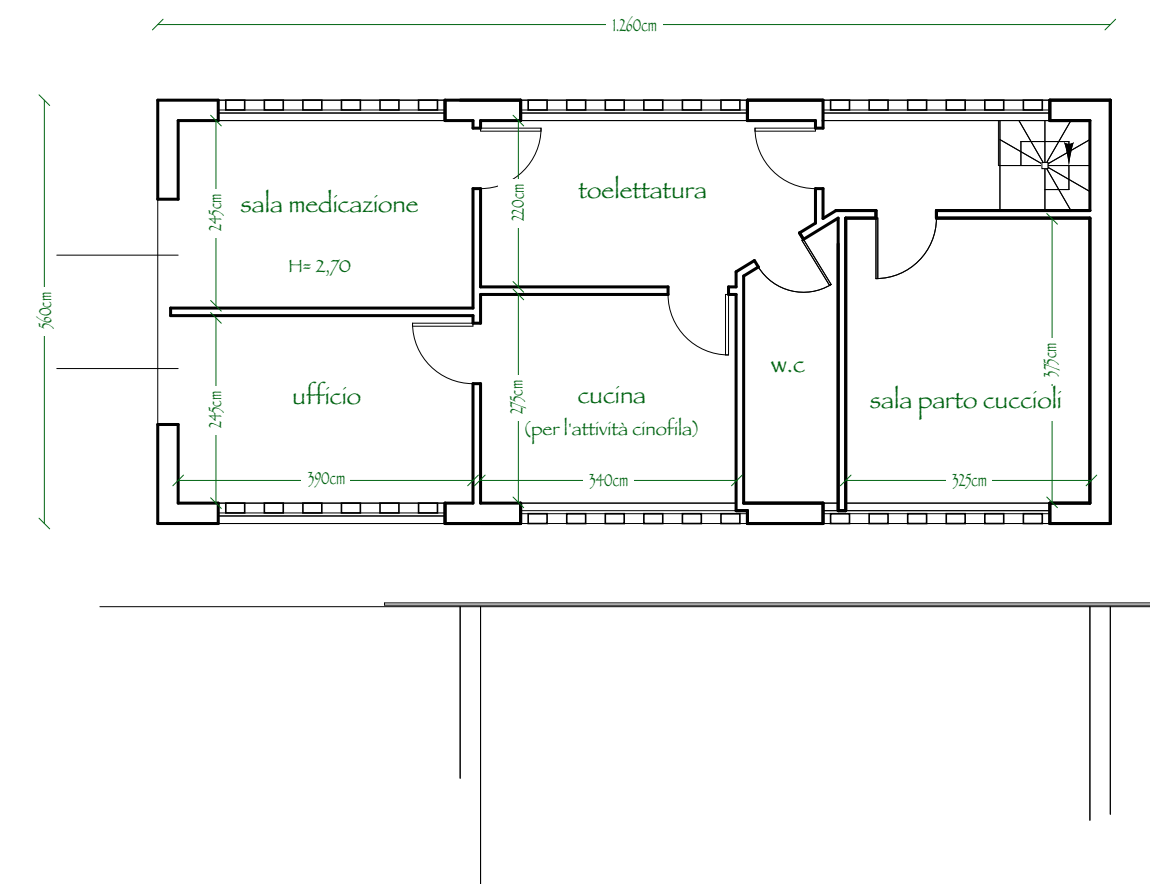 1.260cm
560cm
245cm
sala medicazione
H= 2,70
220cm
toelettatura
245cm
ufficio
390cm
275cm
cucina
(per l'attività cinofila)
340cm
w.c
375cm
sala parto cuccioli
325cm